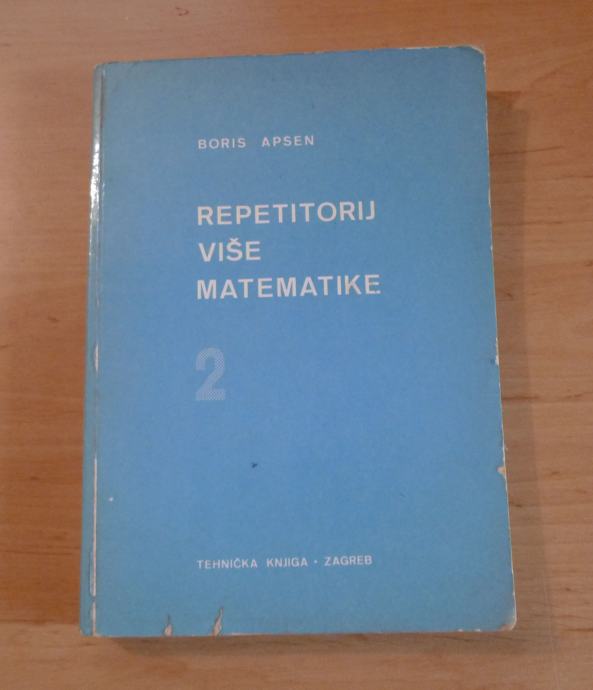 BORIS APSEN
REPETITORIJ
VIŠE
MATEMATIKE
2
TEHNIČKA KNJIGA · ZAGREB